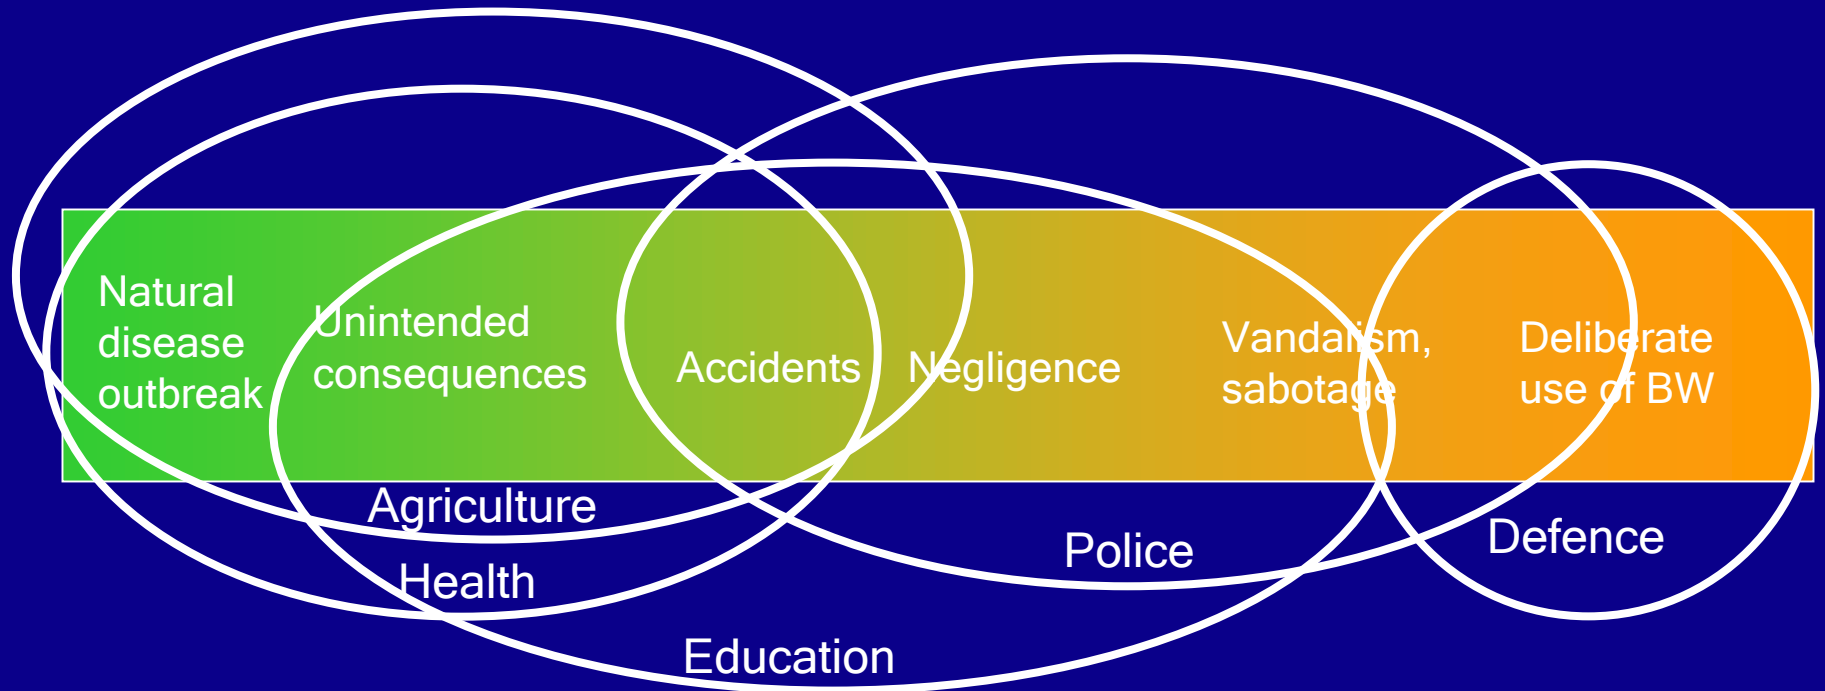 Natural
disease
outbreak
Unintended
consequences
Accidents
Negligence
Vandalism,
sabotage
Deliberate
use of BW
Agriculture
Health
Education
Police
Defence